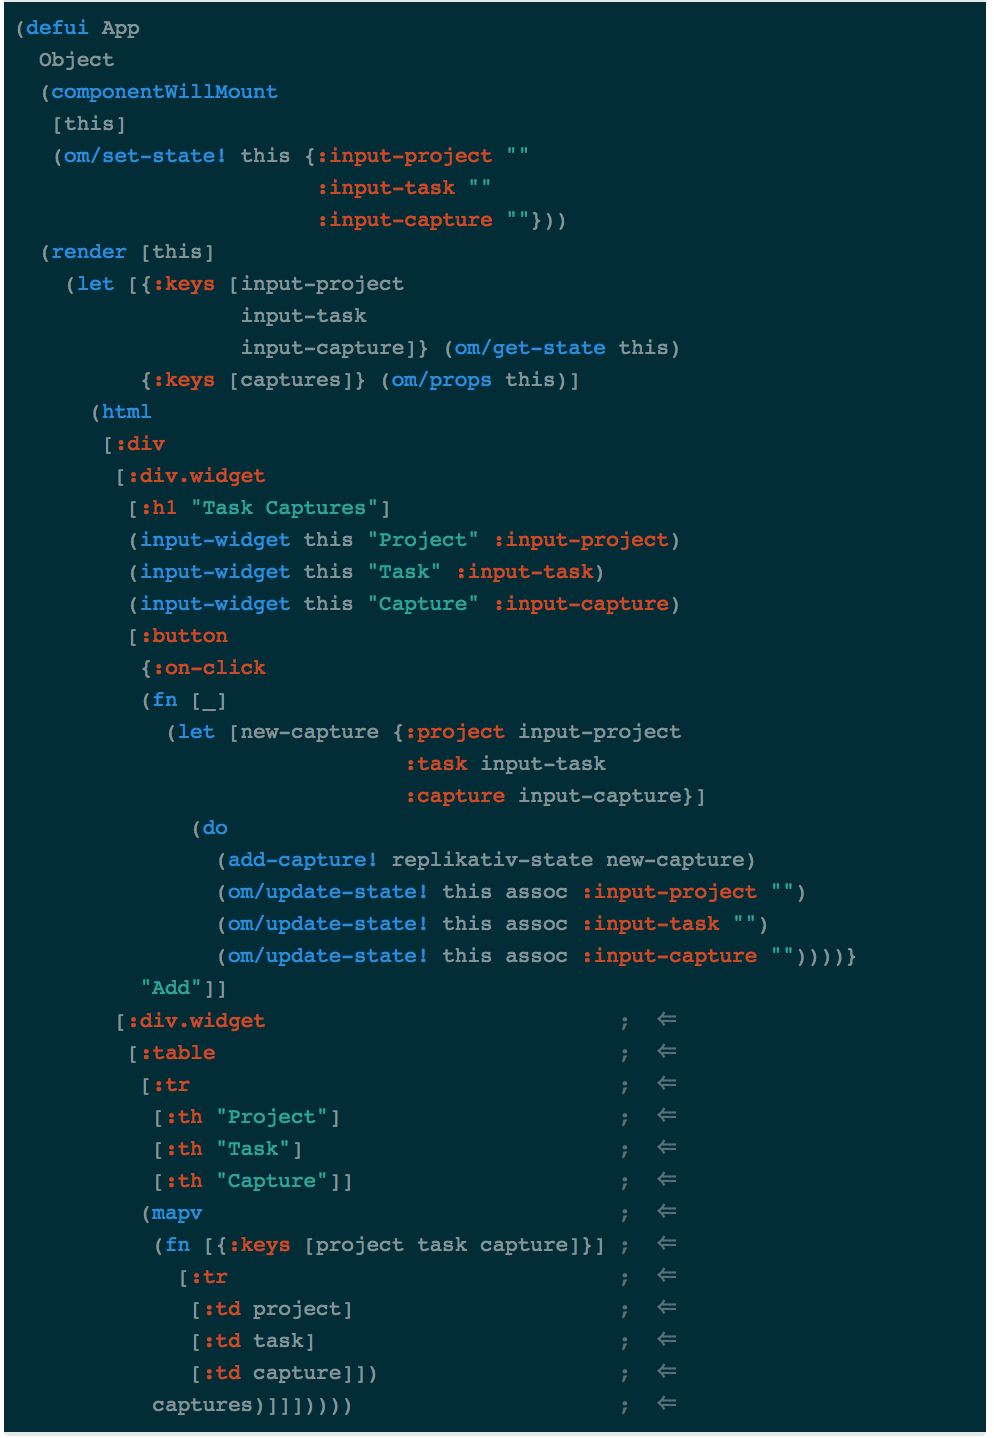 (defui App
  Object
  (componentWillMount
   [this]
   (om/set-state! this {:input-project ""
                        :input-task ""
                        :input-capture ""}))
  (render [this]
    (let [{:keys [input-project
                  input-task
                  input-capture]} (om/get-state this)
          {:keys [captures]} (om/props this)]
      (html
       [:div
        [:div.widget
         [:h1 "Task Captures"]
         (input-widget this "Project" :input-project)
         (input-widget this "Task" :input-task)
         (input-widget this "Capture" :input-capture)
         [:button
          {:on-click
          (fn [_]
            (let [new-capture {:project input-project
                               :task input-task
                               :capture input-capture}]
              (do
                (add-capture! replikativ-state new-capture)
                (om/update-state! this assoc :input-project "")
                (om/update-state! this assoc :input-task "")
                (om/update-state! this assoc :input-capture ""))))}
          "Add"]]
        [:div.widget                            ;  ⇐
         [:table                                ;  ⇐
          [:tr                                  ;  ⇐
           [:th "Project"]                      ;  ⇐
           [:th "Task"]                         ;  ⇐
           [:th "Capture"]]                     ;  ⇐
          (mapv                                 ;  ⇐
           (fn [{:keys [project task capture]}] ;  ⇐
             [:tr                               ;  ⇐
              [:td project]                     ;  ⇐
              [:td task]                        ;  ⇐
              [:td capture]])                   ;  ⇐
           captures)]]]))))                     ;  ⇐